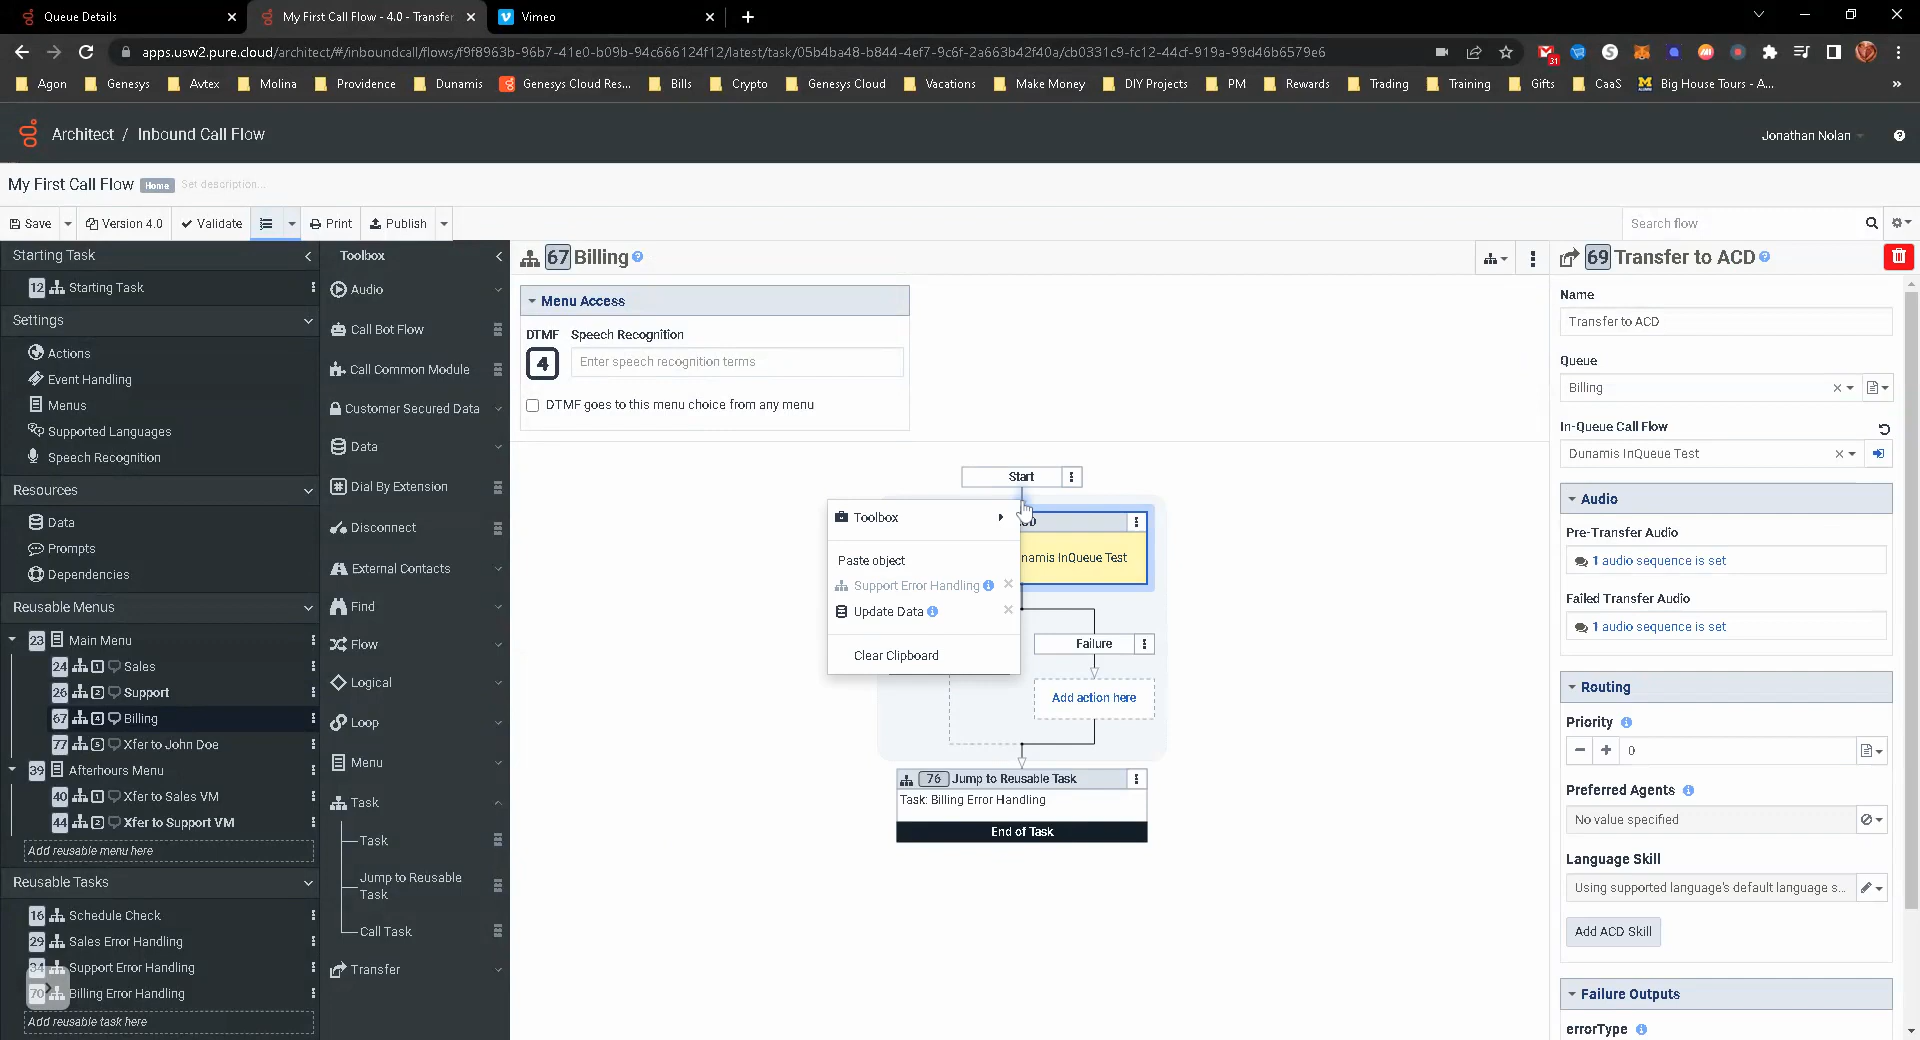 Queue Details
My First Call Flow - 4.0 - Transfer
Vimeo
apps.usw2.pure.cloud/architect/#/inboundcall/flows/f9f8963b-96b7-41e0-b09b-94c666124f12/latest/task/05b4ba48-b844-4ef7-9c6f-2a663b42f40a/cb0331c9-fc12-44cf-919a-99d46b6579e6
31
Agon Genesys Avtex Molina Providence Dunamis Genesys Cloud Res... Bills Crypto Genesys Cloud Vacations Make Money DIY Projects PM Rewards Trading Training Gifts CaaS Big House Tours - A...
Architect / Inbound Call Flow
Jonathan Nolan
My First Call Flow Home Set description...
Save Version 4.0 Validate Print Publish
Search flow
Starting Task
12 Starting Task
Settings
Actions
Event Handling
Menus
Supported Languages
Speech Recognition
Resources
Data
Prompts
Dependencies
Reusable Menus
23 Main Menu
24 1 Sales
26 2 Support
67 4 Billing
77 5 Xfer to John Doe
39 Afterhours Menu
40 1 Xfer to Sales VM
44 2 Xfer to Support VM
Add reusable menu here
Reusable Tasks
16 Schedule Check
29 Sales Error Handling
34 Support Error Handling
70 Billing Error Handling
Add reusable task here
Toolbox
Audio
Call Bot Flow
Call Common Module
Customer Secured Data
Data
Dial By Extension
Disconnect
External Contacts
Find
Flow
Logical
Loop
Menu
Task
Task
Jump to Reusable
Task
Call Task
Transfer
67 Billing
Menu Access
DTMF Speech Recognition
4 Enter speech recognition terms
DTMF goes to this menu choice from any menu
Start
Toolbox
Paste object
Support Error Handling
Update Data
Clear Clipboard
namis InQueue Test
Failure
Add action here
76 Jump to Reusable Task
Task: Billing Error Handling
End of Task
69 Transfer to ACD
Name
Transfer to ACD
Queue
Billing
In-Queue Call Flow
Dunamis InQueue Test
Audio
Pre-Transfer Audio
1 audio sequence is set
Failed Transfer Audio
1 audio sequence is set
Routing
Priority
0
Preferred Agents
No value specified
Language Skill
Using supported language's default language s...
Add ACD Skill
Failure Outputs
errorType